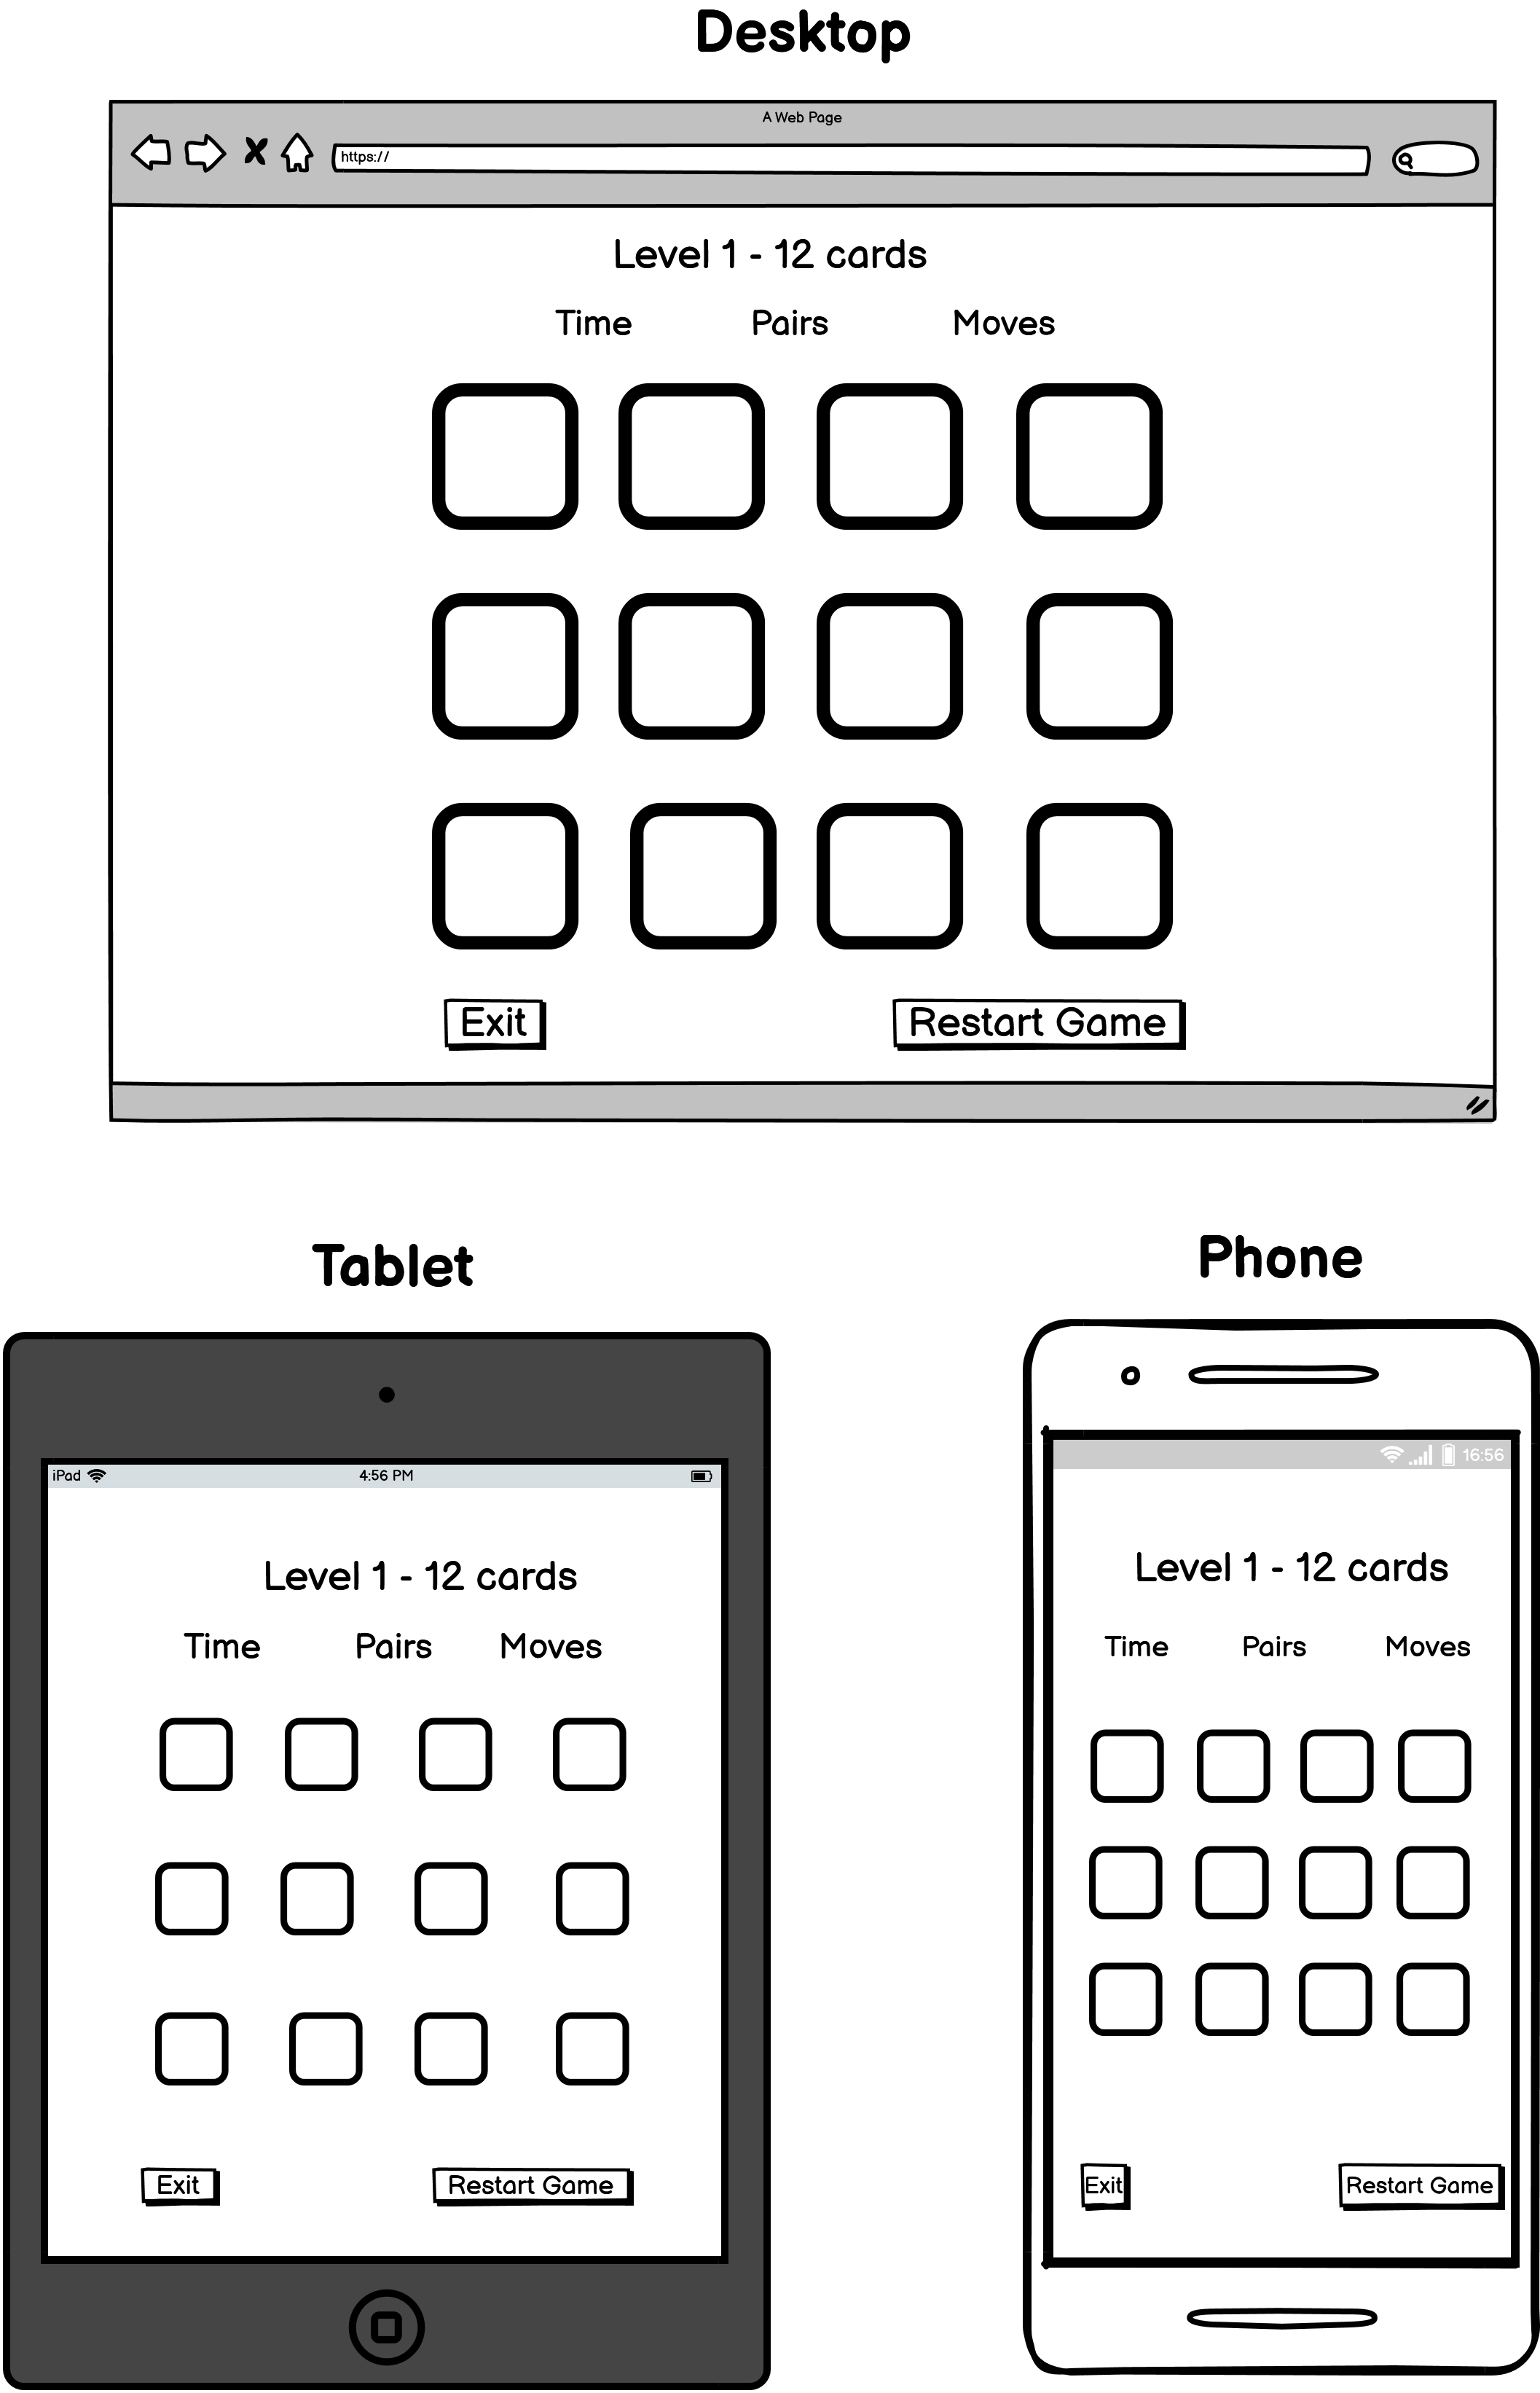 Desktop
A Web Page
https://
Level 1 - 12 cards
Time Pairs Moves
Exit Restart Game
Tablet
iPad 4:56 PM
Level 1 - 12 cards
Time Pairs Moves
Exit Restart Game
Phone
16:56
Level 1 - 12 cards
Time Pairs Moves
Exit Restart Game